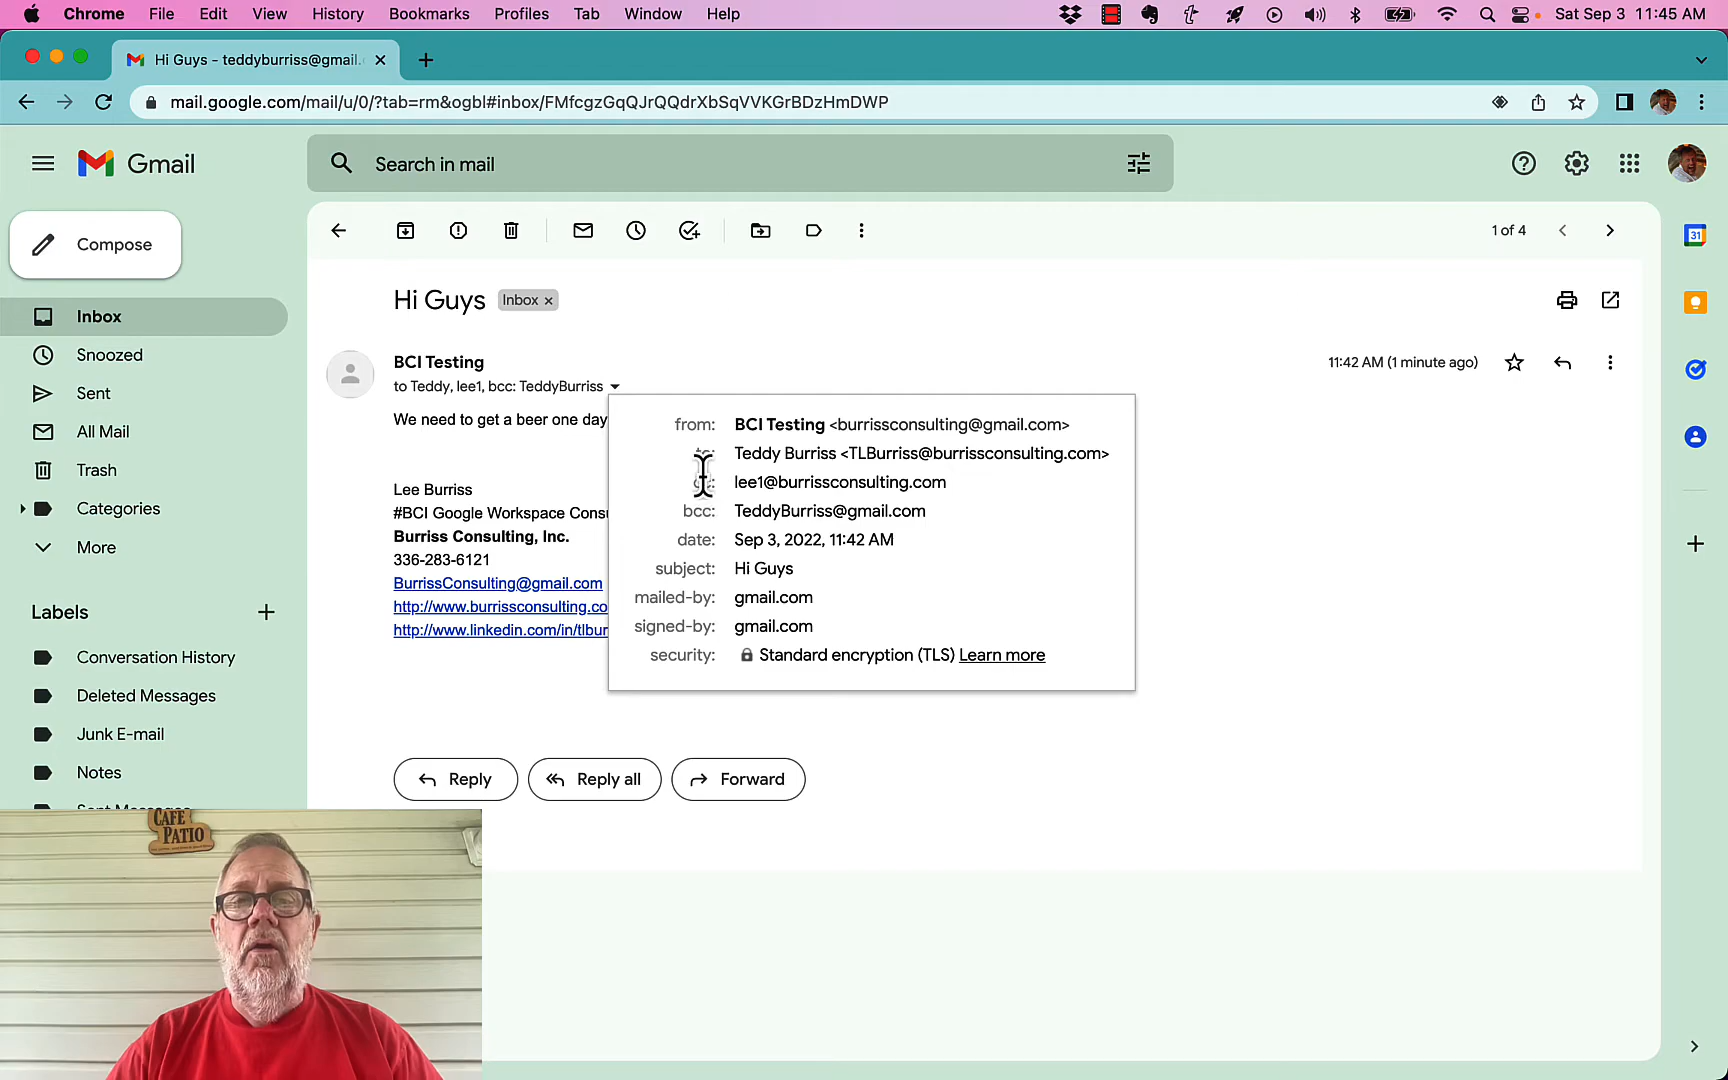 Chrome File Edit View History Bookmarks Profiles Tab Window Help Sat Sep 3 11:45 AM
Hi Guys - teddyburriss@gmail.
mail.google.com/mail/u/0/?tab=rm&ogbl#inbox/FMfcgzGqQJrQQdrXbSqVVKGrBDzHmDWP
Gmail
Search in mail
Compose
1 of 4
31
Hi Guys Inbox ×
Inbox
Snoozed
Sent
All Mail
Trash
Categories
More
Labels
Conversation History
Deleted Messages
Junk E-mail
Notes
Sent Messages
BCI Testing
11:42 AM (1 minute ago)
to Teddy, lee1, bcc: TeddyBurriss
We need to get a beer one day
Lee Burriss
#BCI Google Workspace Consu
Burriss Consulting, Inc.
336-283-6121
BurrissConsulting@gmail.com
http://www.burrissconsulting.co
http://www.linkedin.com/in/tlbur
from: BCI Testing <burrissconsulting@gmail.com>
Teddy Burriss <TLBurriss@burrissconsulting.com>
lee1@burrissconsulting.com
bcc: TeddyBurriss@gmail.com
date: Sep 3, 2022, 11:42 AM
subject: Hi Guys
mailed-by: gmail.com
signed-by: gmail.com
security: Standard encryption (TLS) Learn more
Reply
Reply all
Forward
CAFE
PATIO